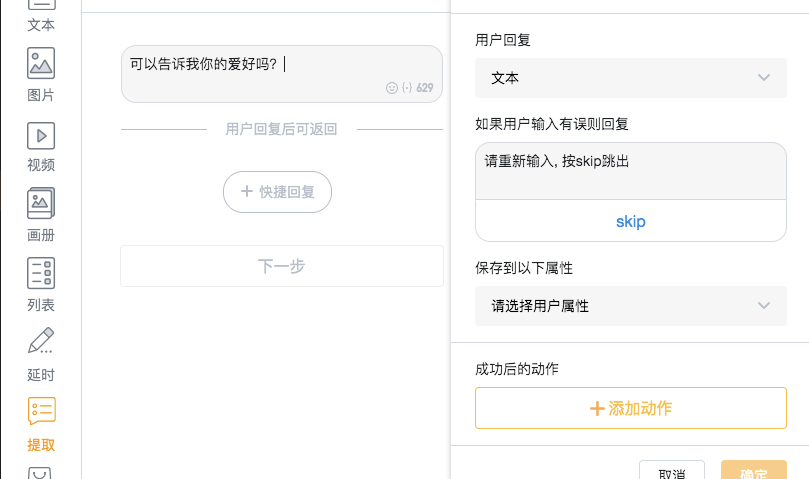 文本
图片
视频
画册
列表
延时
提取
可以告诉我你的爱好吗?
629
用户回复后可返回
+ 快捷回复
下一步
用户回复
文本
如果用户输入有误则回复
请重新输入, 按skip跳出
skip
保存到以下属性
请选择用户属性
成功后的动作
+添加动作
取消
确定